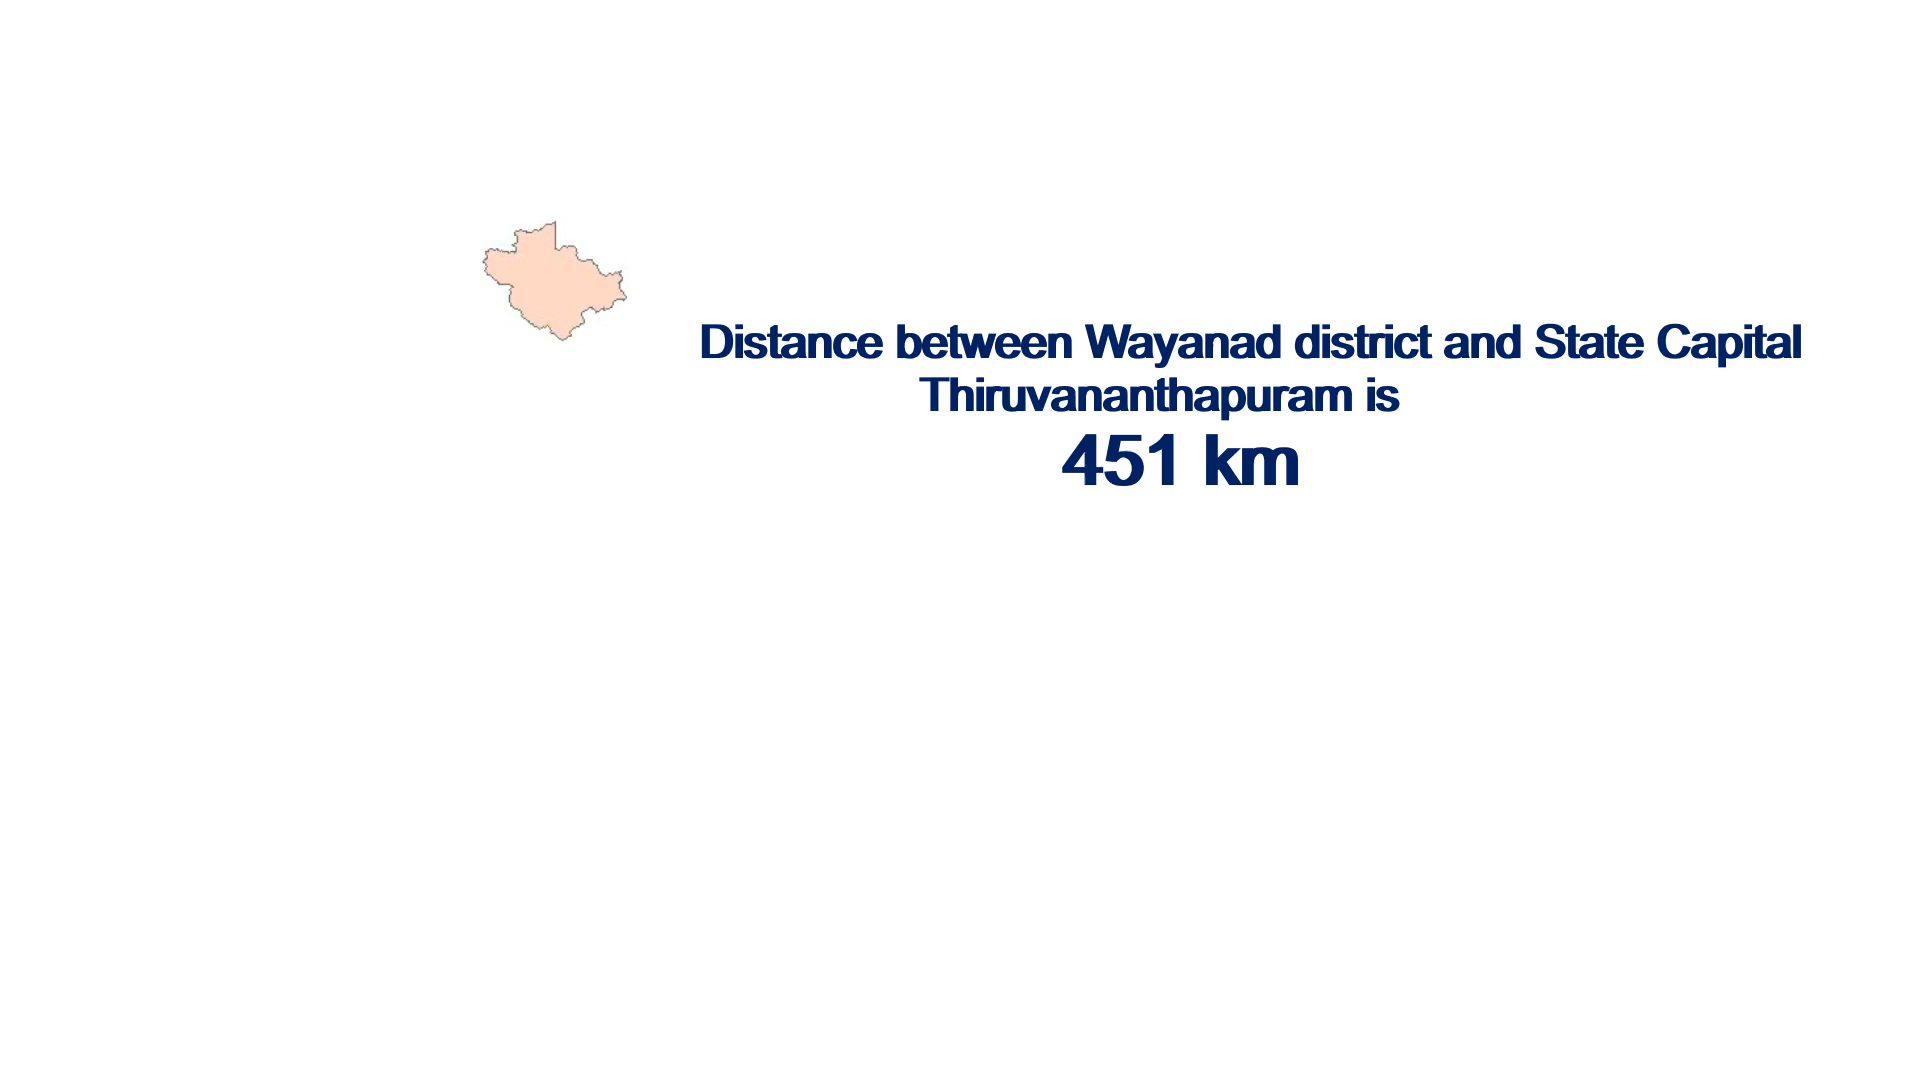 Distance between Wayanad district and State Capital
Thiruvananthapuram is
451 km